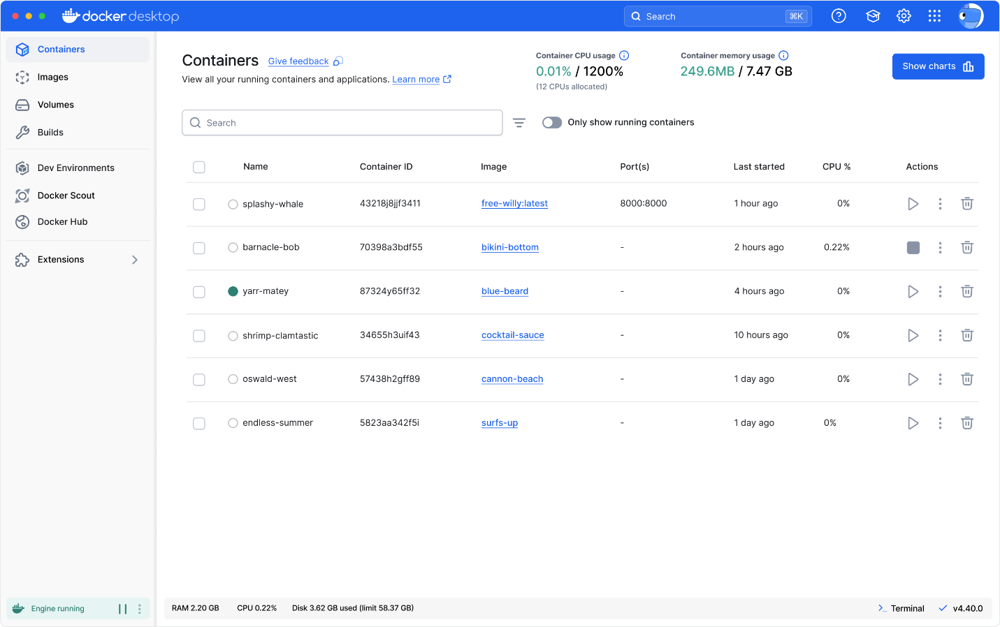 docker desktop
Search ⌘K
Containers
Images
Volumes
Builds
Dev Environments
Docker Scout
Docker Hub
Extensions
Engine running
Containers Give feedback
View all your running containers and applications. Learn more
Container CPU usage
0.01% / 1200%
(12 CPUs allocated)
Container memory usage
249.6MB / 7.47 GB
Show charts
Search
Only show running containers
Name Container ID Image Port(s) Last started CPU % Actions
splashy-whale 43218j8jjf3411 free-willy:latest 8000:8000 1 hour ago 0%
barnacle-bob 70398a3bdf55 bikini-bottom - 2 hours ago 0.22%
yarr-matey 87324y65ff32 blue-beard - 4 hours ago 0%
shrimp-clamtastic 34655h3uif43 cocktail-sauce - 10 hours ago 0%
oswald-west 57438h2gff89 cannon-beach - 1 day ago 0%
endless-summer 5823aa342f5i surfs-up - 1 day ago 0%
RAM 2.20 GB CPU 0.22% Disk 3.62 GB used (limit 58.37 GB) Terminal v4.40.0